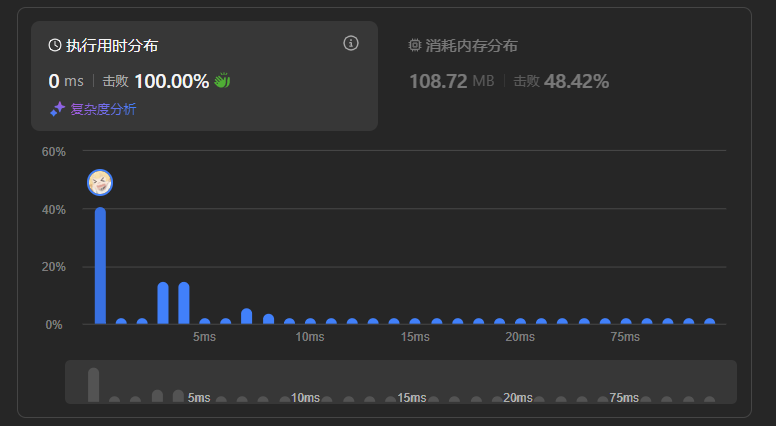 执行用时分布
0 ms | 击败 100.00%
复杂度分析
消耗内存分布
108.72 MB | 击败 48.42%
60%
40%
20%
0%
5ms 10ms 15ms 20ms 75ms
5ms 10ms 15ms 20ms 75ms